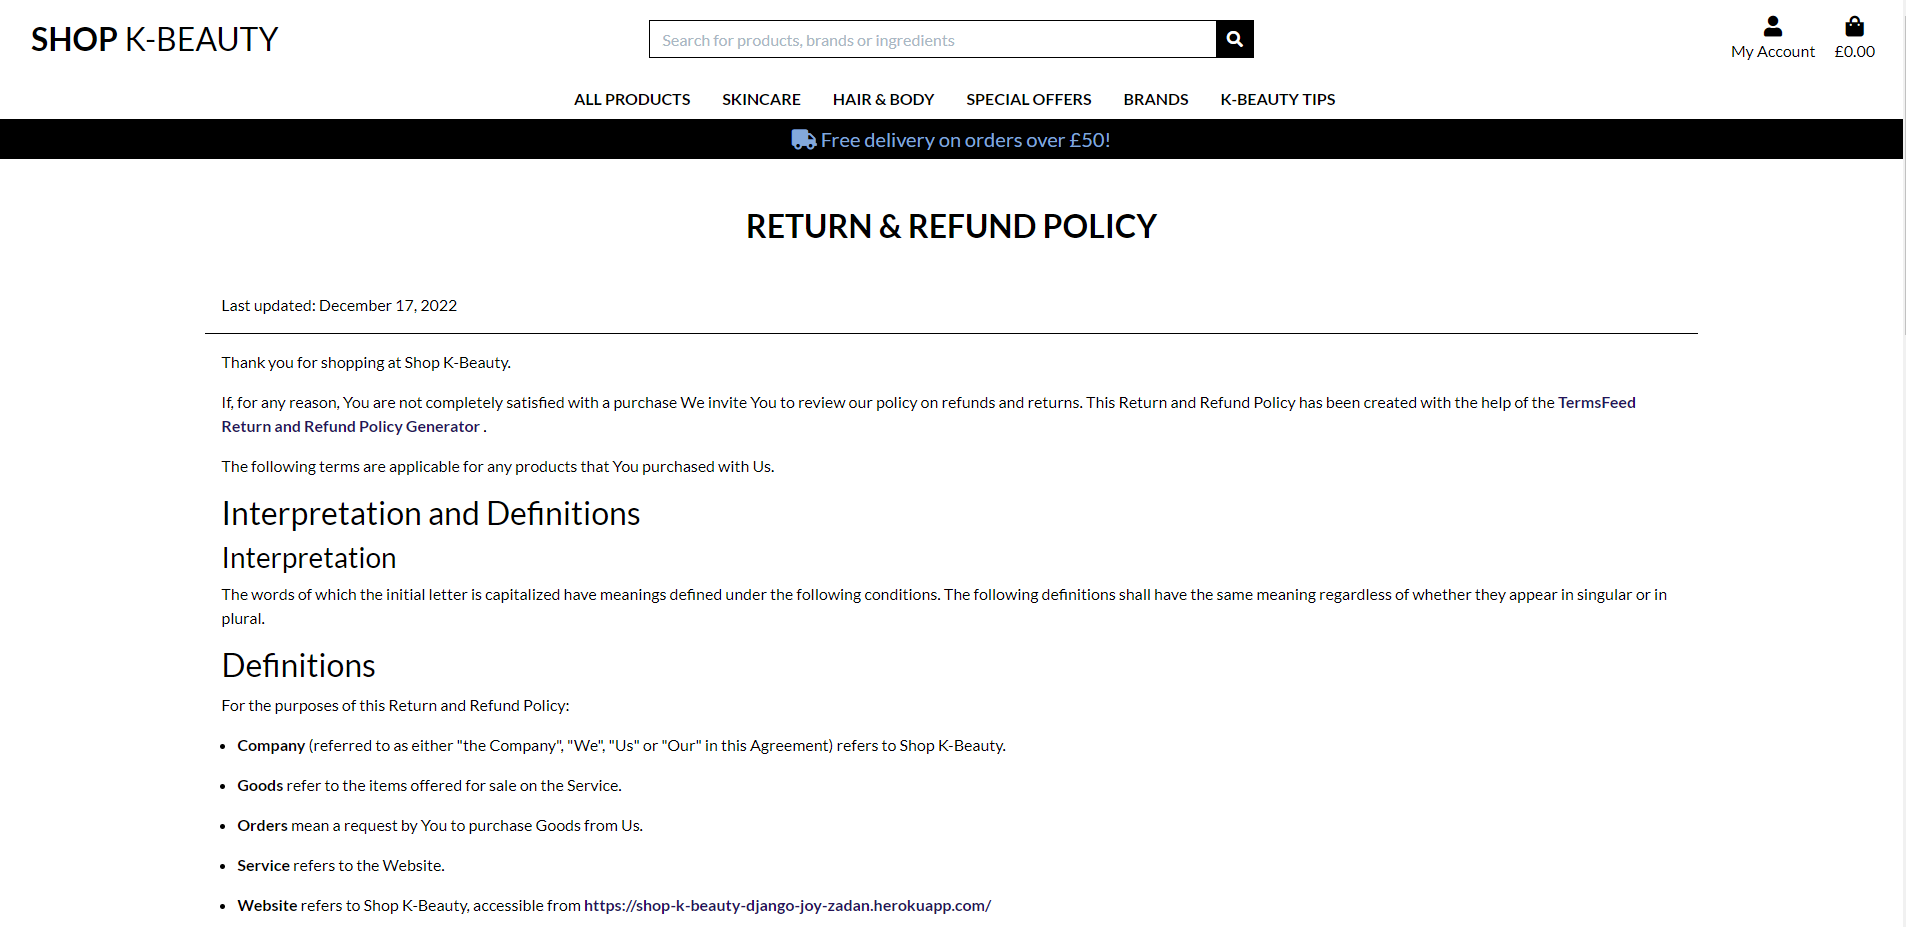 SHOP K-BEAUTY
Search for products, brands or ingredients
My Account
£0.00
ALL PRODUCTS SKINCARE HAIR & BODY SPECIAL OFFERS BRANDS K-BEAUTY TIPS
Free delivery on orders over £50!
RETURN & REFUND POLICY
Last updated: December 17, 2022
Thank you for shopping at Shop K-Beauty.
If, for any reason, You are not completely satisfied with a purchase We invite You to review our policy on refunds and returns. This Return and Refund Policy has been created with the help of the TermsFeed
Return and Refund Policy Generator .
The following terms are applicable for any products that You purchased with Us.
Interpretation and Definitions
Interpretation
The words of which the initial letter is capitalized have meanings defined under the following conditions. The following definitions shall have the same meaning regardless of whether they appear in singular or in
plural.
Definitions
For the purposes of this Return and Refund Policy:
• Company (referred to as either "the Company", "We", "Us" or "Our" in this Agreement) refers to Shop K-Beauty.
• Goods refer to the items offered for sale on the Service.
• Orders mean a request by You to purchase Goods from Us.
• Service refers to the Website.
• Website refers to Shop K-Beauty, accessible from https://shop-k-beauty-django-joy-zadan.herokuapp.com/